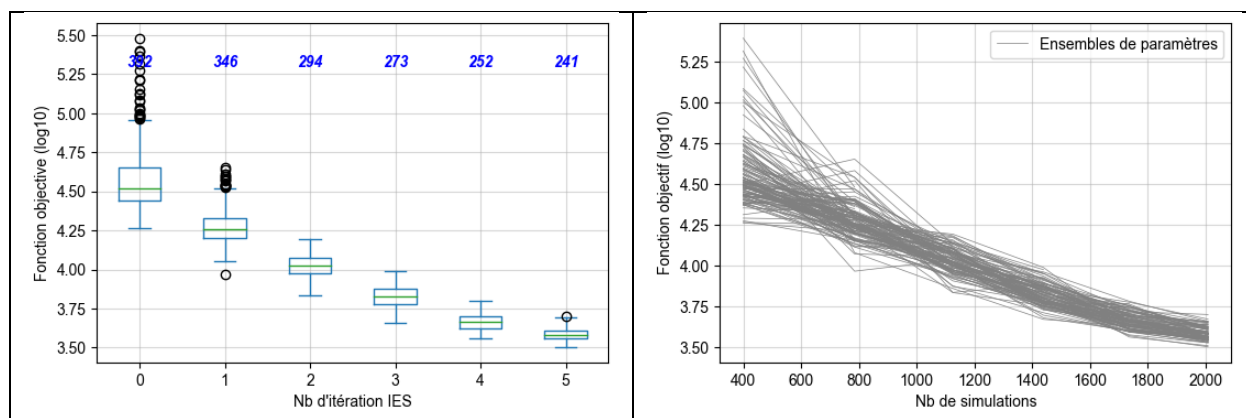 5.50
5.25
5.00
4.75
4.50
4.25
4.00
3.75
3.50
Fonction objective (log10)
346 294 273 252 241
0 1 2 3 4 5
Nb d'itération IES
Ensembles de paramètres
5.25
5.00
4.75
4.50
4.25
4.00
3.75
3.50
Fonction objectif (log10)
400 600 800 1000 1200 1400 1600 1800 2000
Nb de simulations